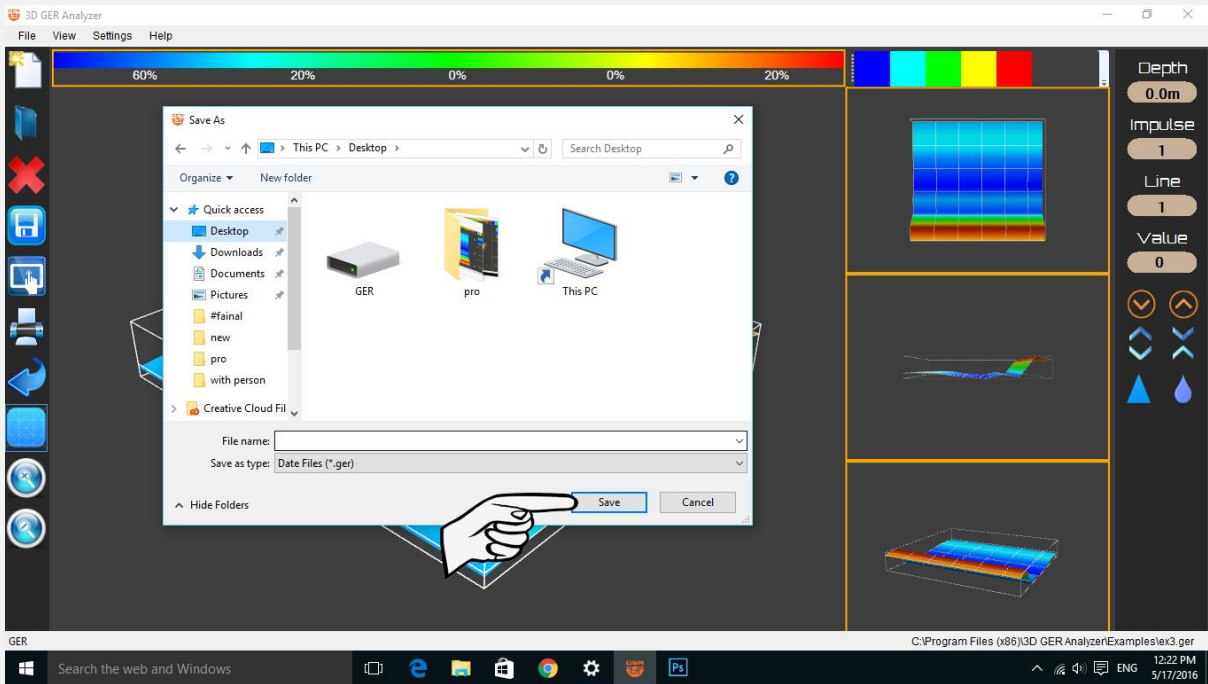 3D GER Analyzer
File View Settings Help
60% 20% 0% 0% 20%
Depth
0.0m
Impulse
1
Line
1
Value
0
Save As
This PC > Desktop >
Search Desktop
Organize New folder
Quick access
Desktop
Downloads
Documents
Pictures
#fainal
new
pro
with person
Creative Cloud Fil
GER
pro
This PC
File name:
Save as type: Date Files (*.ger)
Hide Folders
Save Cancel
GER
C:\Program Files (x86)\3D GER Analyzer\Examples\ex3.ger
Search the web and Windows
Ps
ENG
12:22 PM
5/17/2016